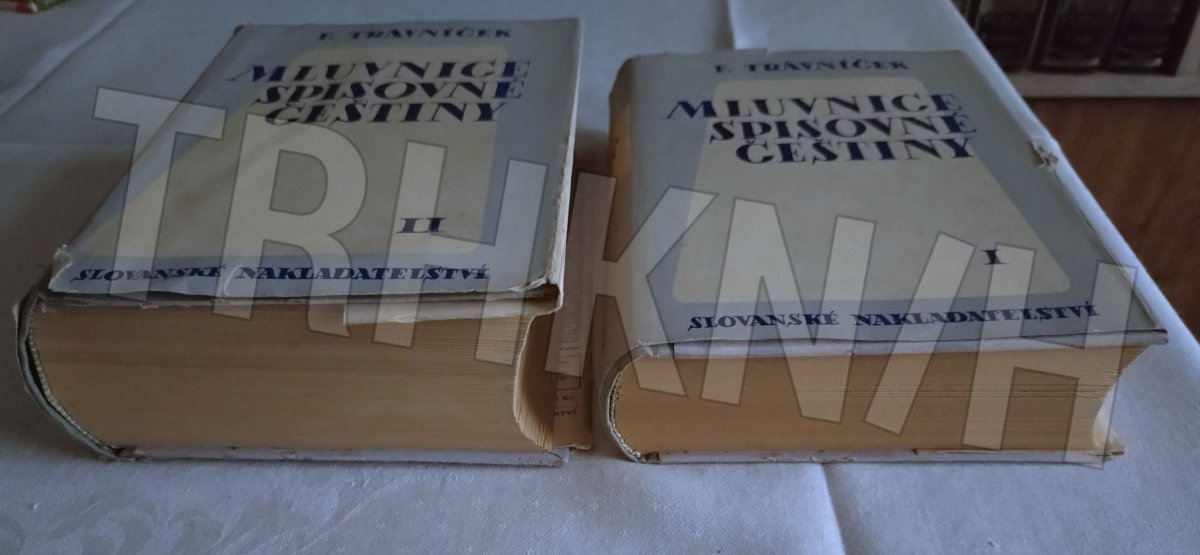 F. TRÁVNÍČEK
MLUVNICE
SPISOVNÉ
ČEŠTINY
II
SLOVANSKÉ NAKLADATELSTVÍ
F. TRÁVNÍČEK
MLUVNICE
SPISOVNÉ
ČEŠTINY
I
SLOVANSKÉ NAKLADATELSTVÍ
TRHKNIH